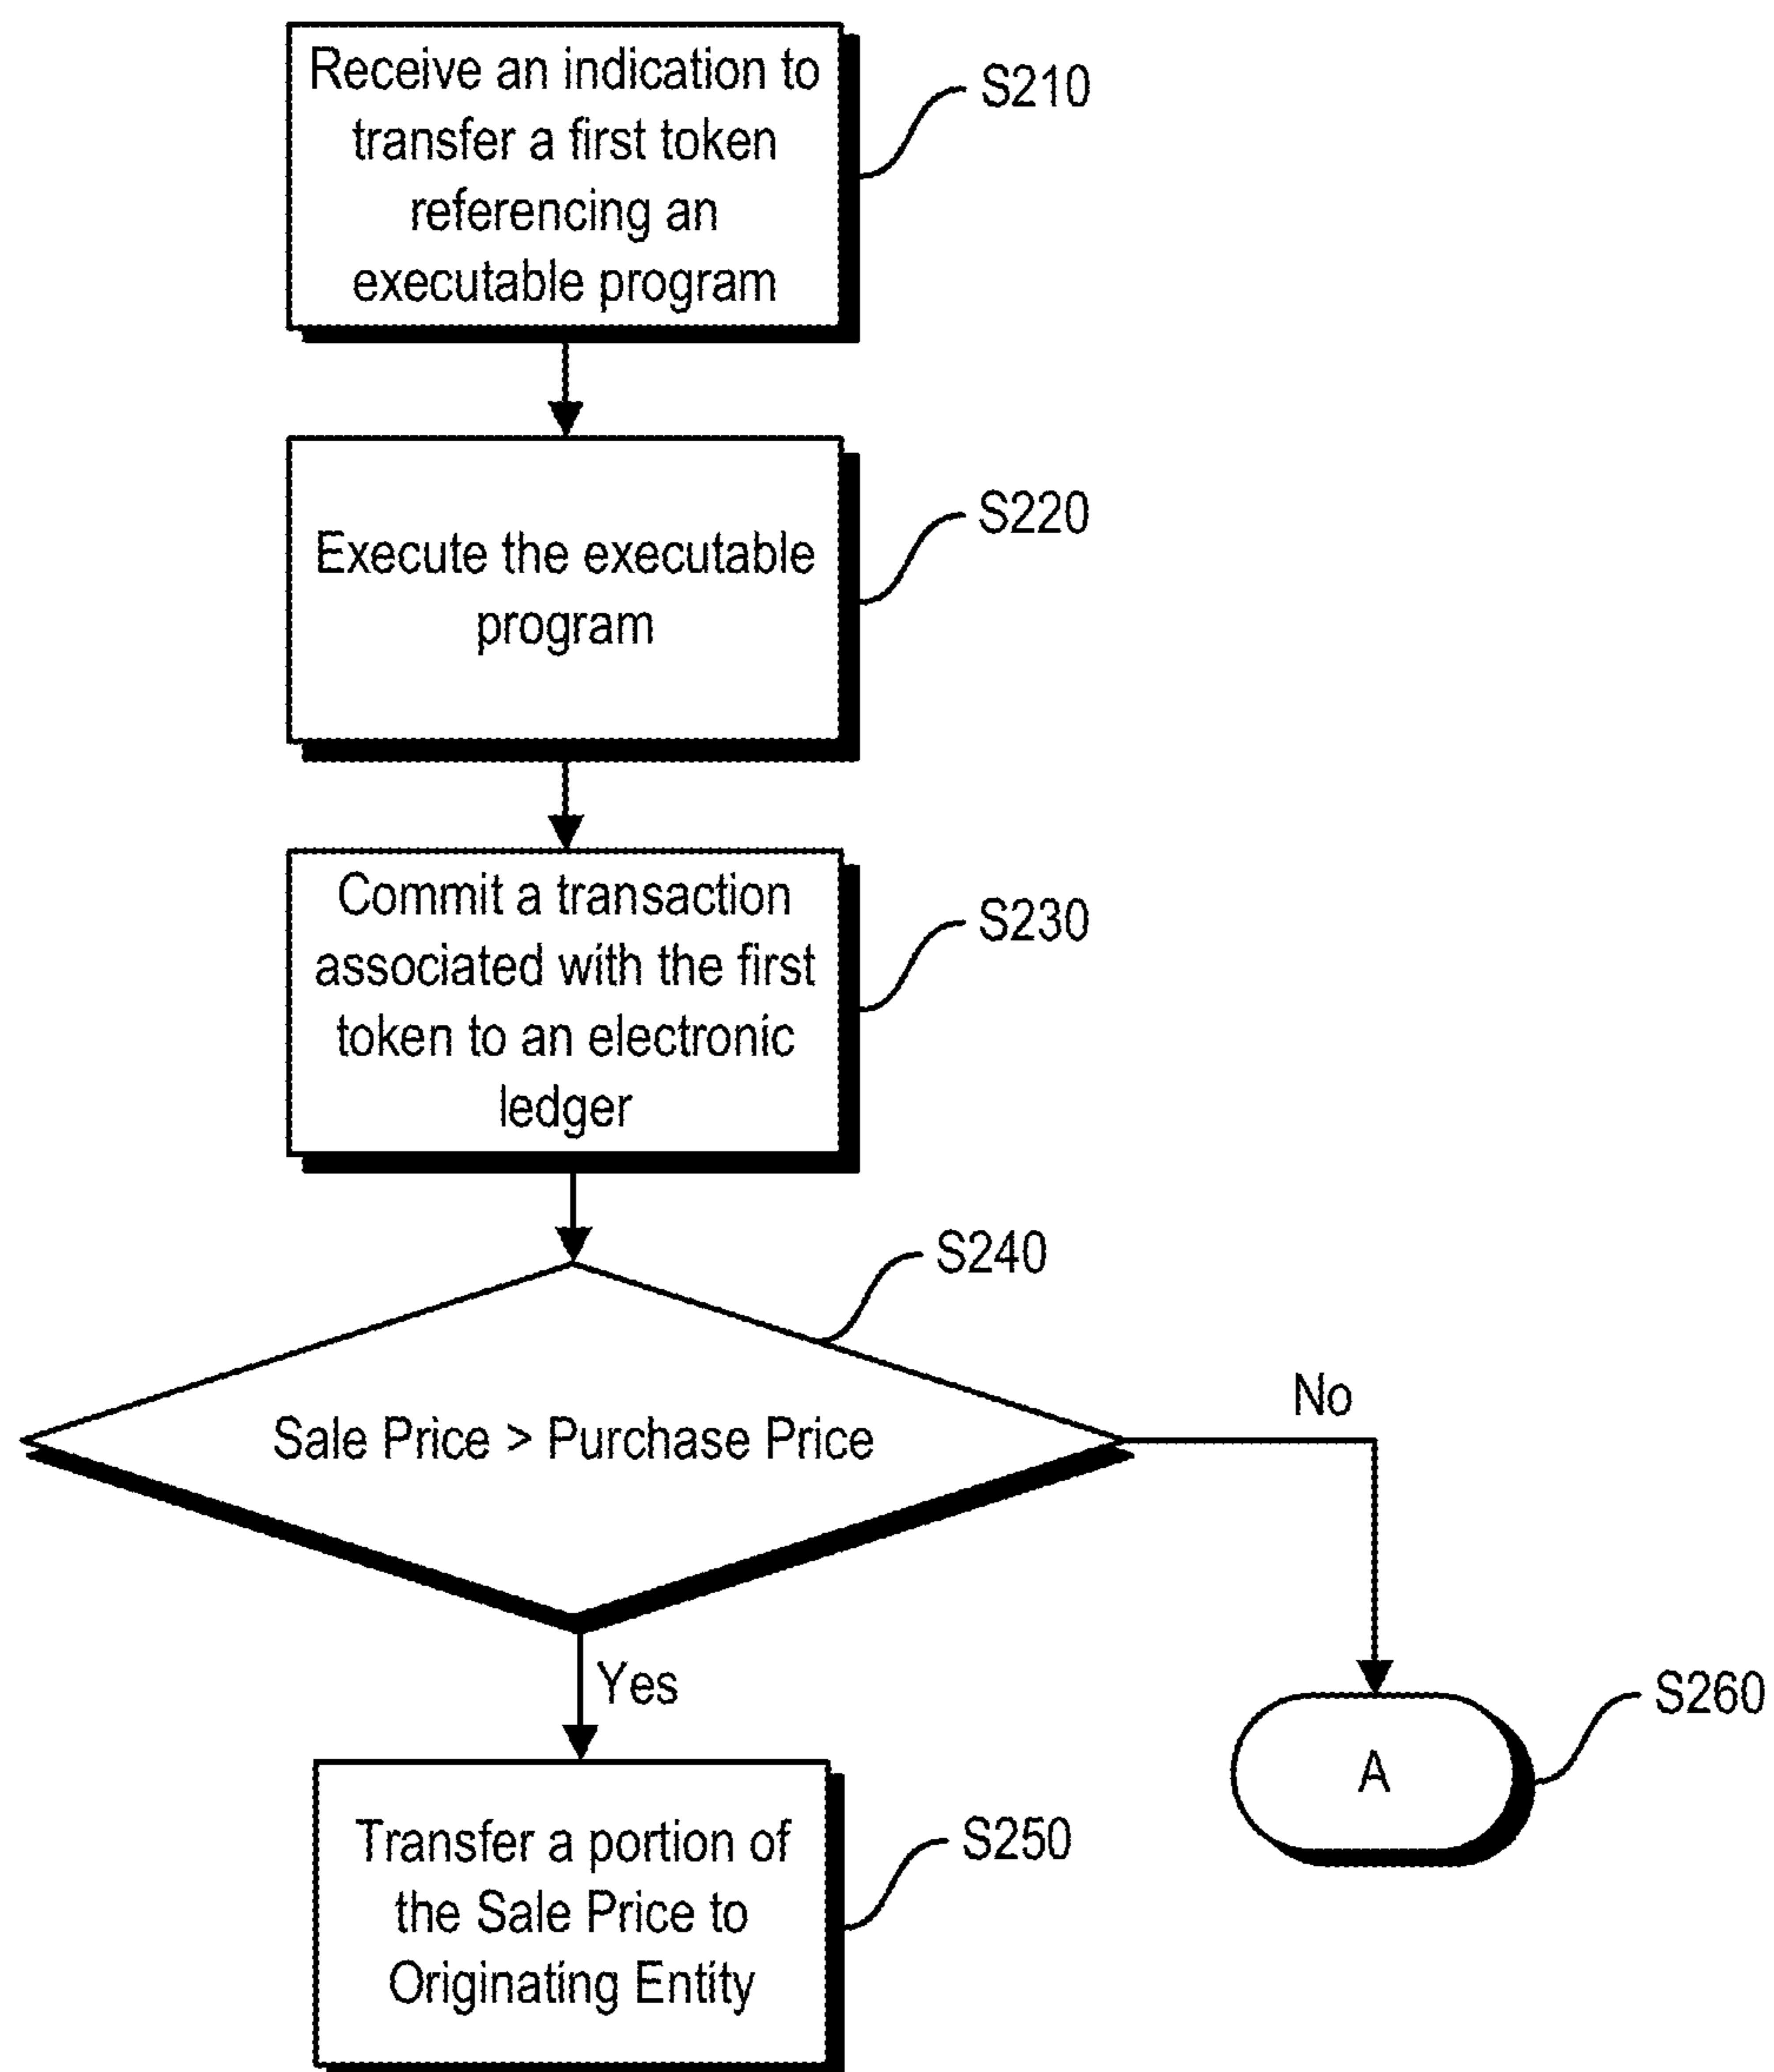 Receive an indication to
transfer a first token
referencing an
executable program
S210
Execute the executable
program
S220
Commit a transaction
associated with the first
token to an electronic
ledger
S230
S240
Sale Price > Purchase Price
No
Yes
S260
A
Transfer a portion of
the Sale Price to
Originating Entity
S250